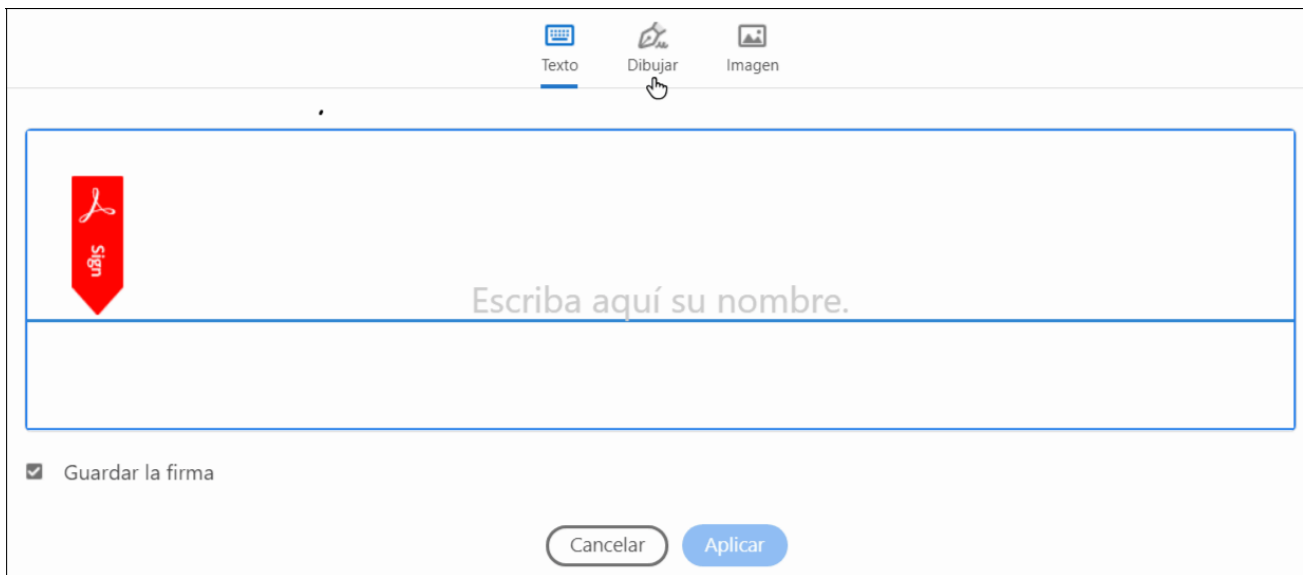 Texto Dibujar Imagen
Sign
Escriba aquí su nombre.
Guardar la firma
Cancelar Aplicar